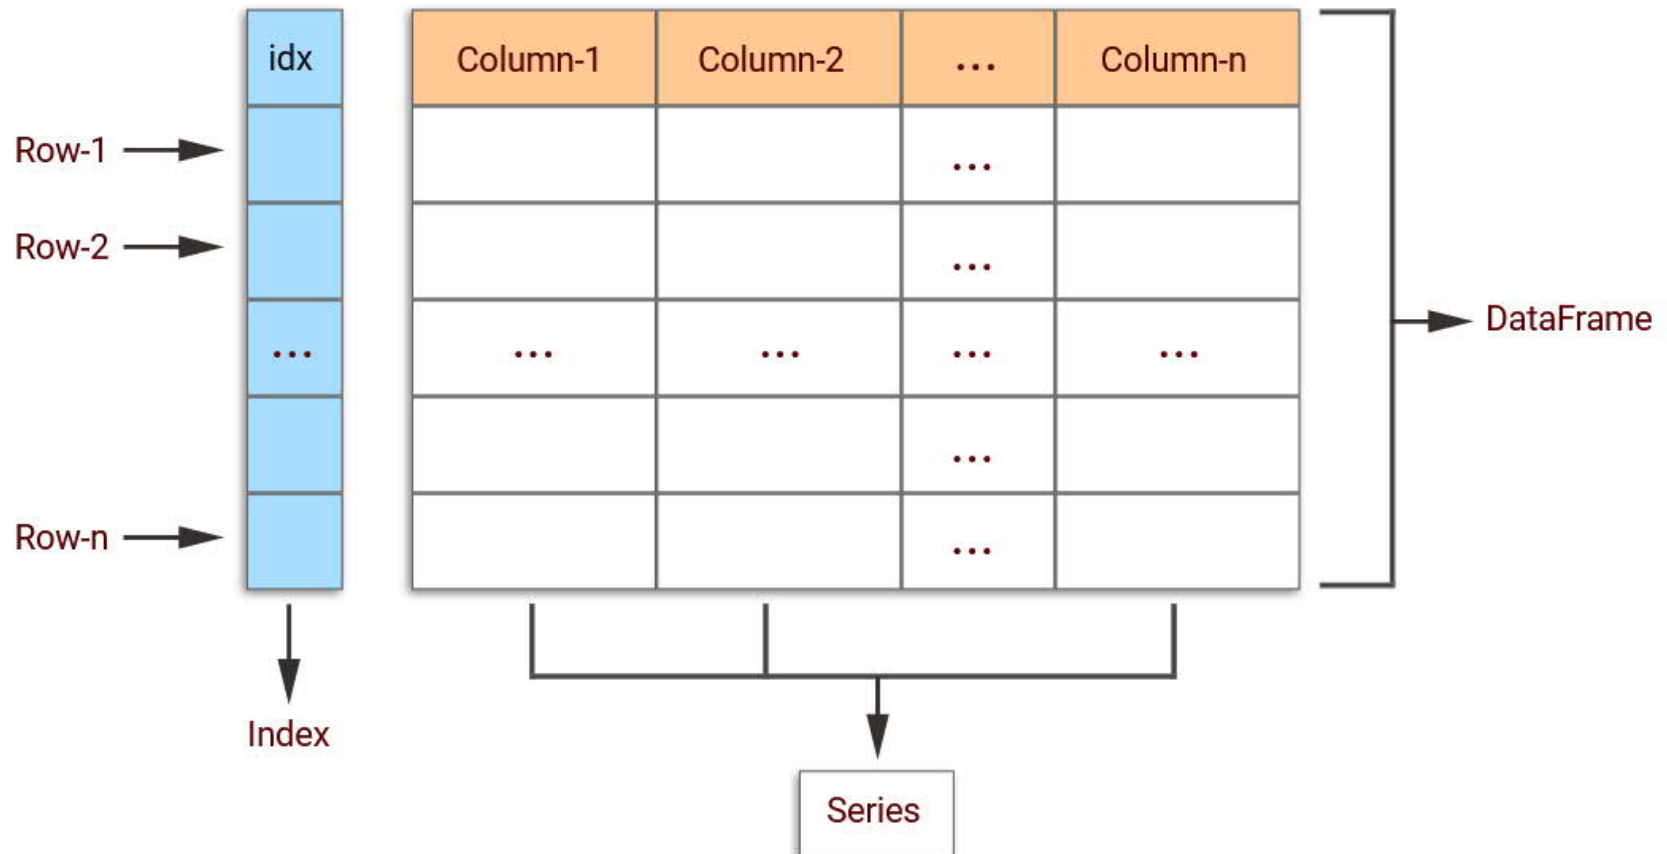 idx Column-1 Column-2 ... Column-n
Row-1 ...
Row-2 ...
... ... ... ... ...
...
Row-n ...
DataFrame
Index
Series